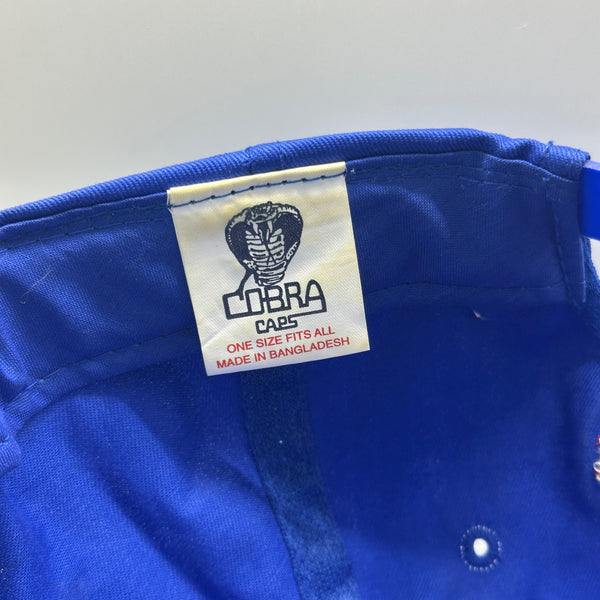 COBRA
CAPS
ONE SIZE FITS ALL
MADE IN BANGLADESH